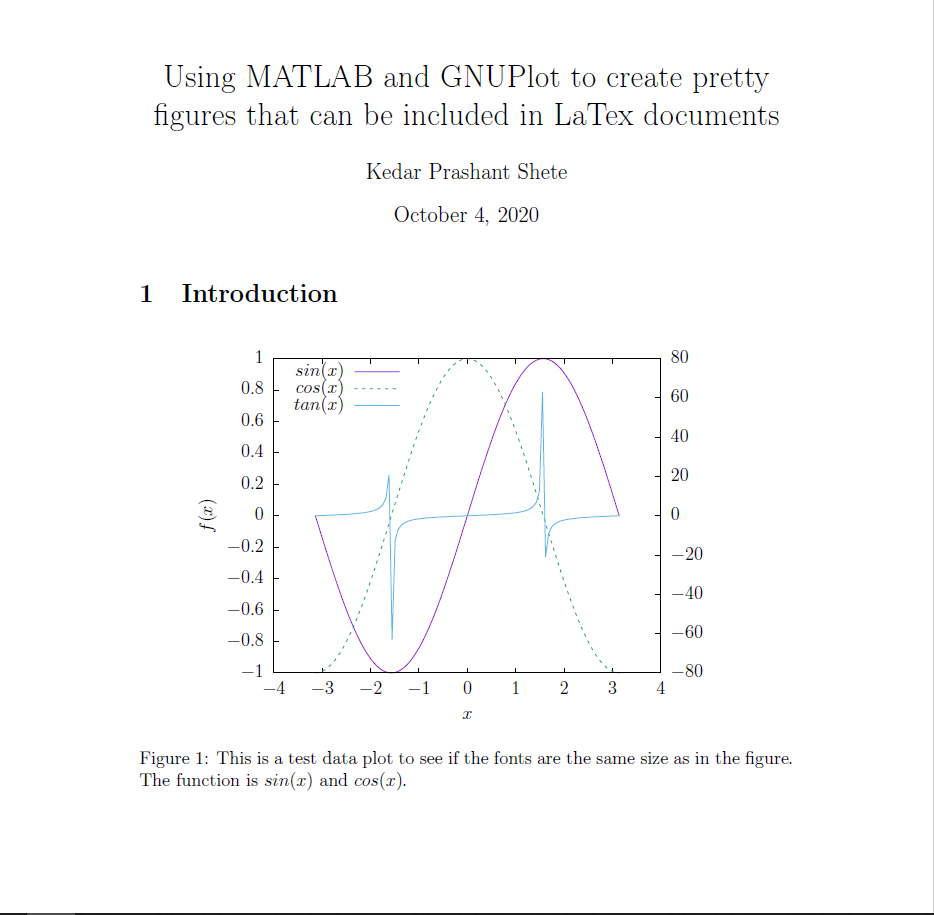 Using MATLAB and GNUPlot to create pretty
figures that can be included in LaTex documents
Kedar Prashant Shete
October 4, 2020
1 Introduction
sin(x)
cos(x)
tan(x)
1
0.8
0.6
0.4
0.2
0
−0.2
−0.4
−0.6
−0.8
−1
f(x)
80
60
40
20
0
−20
−40
−60
−80
−4 −3 −2 −1 0 1 2 3 4
x
Figure 1: This is a test data plot to see if the fonts are the same size as in the figure.
The function is sin(x) and cos(x).